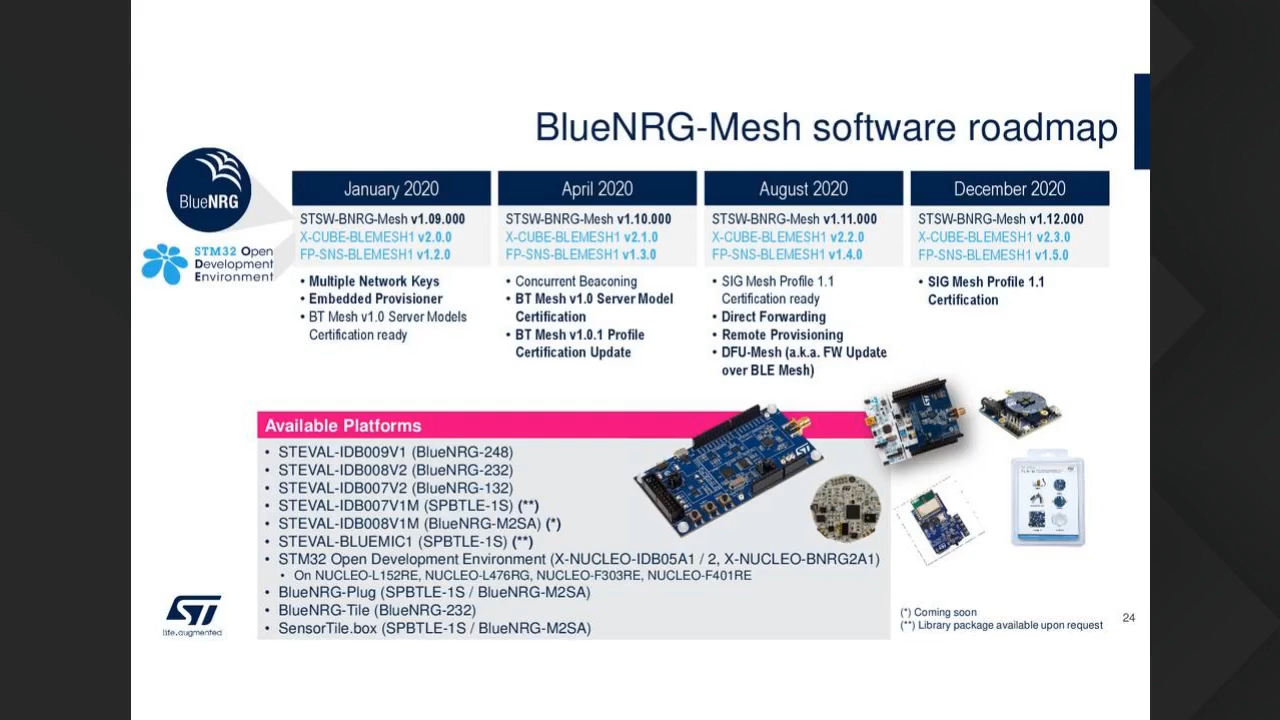 BlueNRG-Mesh software roadmap
BlueNRG
STM32 Open
Development
Environment
January 2020
STSW-BNRG-Mesh v1.09.000
X-CUBE-BLEMESH1 v2.0.0
FP-SNS-BLEMESH1 v1.2.0
• Multiple Network Keys
• Embedded Provisioner
• BT Mesh v1.0 Server Models
Certification ready
April 2020
STSW-BNRG-Mesh v1.10.000
X-CUBE-BLEMESH1 v2.1.0
FP-SNS-BLEMESH1 v1.3.0
• Concurrent Beaconing
• BT Mesh v1.0 Server Model
Certification
• BT Mesh v1.0.1 Profile
Certification Update
August 2020
STSW-BNRG-Mesh v1.11.000
X-CUBE-BLEMESH1 v2.2.0
FP-SNS-BLEMESH1 v1.4.0
• SIG Mesh Profile 1.1
Certification ready
• Direct Forwarding
• Remote Provisioning
• DFU-Mesh (a.k.a. FW Update
over BLE Mesh)
December 2020
STSW-BNRG-Mesh v1.12.000
X-CUBE-BLEMESH1 v2.3.0
FP-SNS-BLEMESH1 v1.5.0
• SIG Mesh Profile 1.1
Certification
Available Platforms
• STEVAL-IDB009V1 (BlueNRG-248)
• STEVAL-IDB008V2 (BlueNRG-232)
• STEVAL-IDB007V2 (BlueNRG-132)
• STEVAL-IDB007V1M (SPBTLE-1S) (**)
• STEVAL-IDB008V1M (BlueNRG-M2SA) (*)
• STEVAL-BLUEMIC1 (SPBTLE-1S) (**)
• STM32 Open Development Environment (X-NUCLEO-IDB05A1 / 2, X-NUCLEO-BNRG2A1)
• On NUCLEO-L152RE, NUCLEO-L476RG, NUCLEO-F303RE, NUCLEO-F401RE
• BlueNRG-Plug (SPBTLE-1S / BlueNRG-M2SA)
• BlueNRG-Tile (BlueNRG-232)
• SensorTile.box (SPBTLE-1S / BlueNRG-M2SA)
ST
life.augmented
(*) Coming soon
(**) Library package available upon request
24